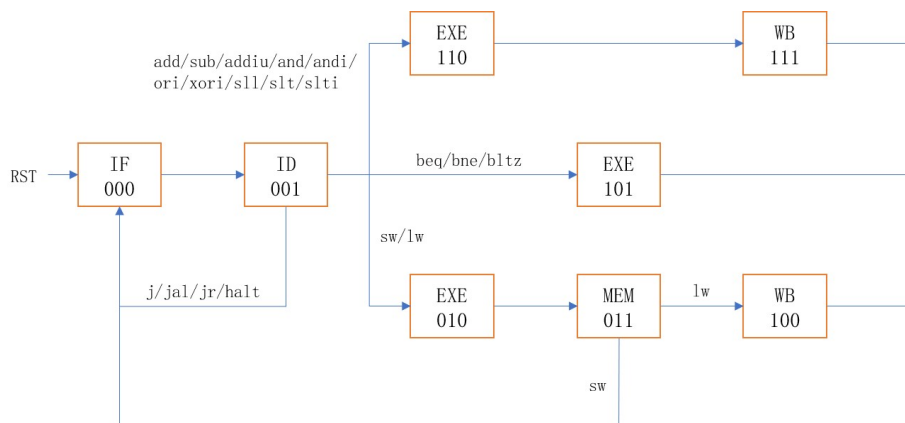 EXE
110
WB
111
add/sub/addiu/and/andi/
ori/xori/sll/slt/slti
RST
IF
000
ID
001
beq/bne/bltz
EXE
101
sw/lw
j/jal/jr/halt
EXE
010
MEM
011
lw
WB
100
sw